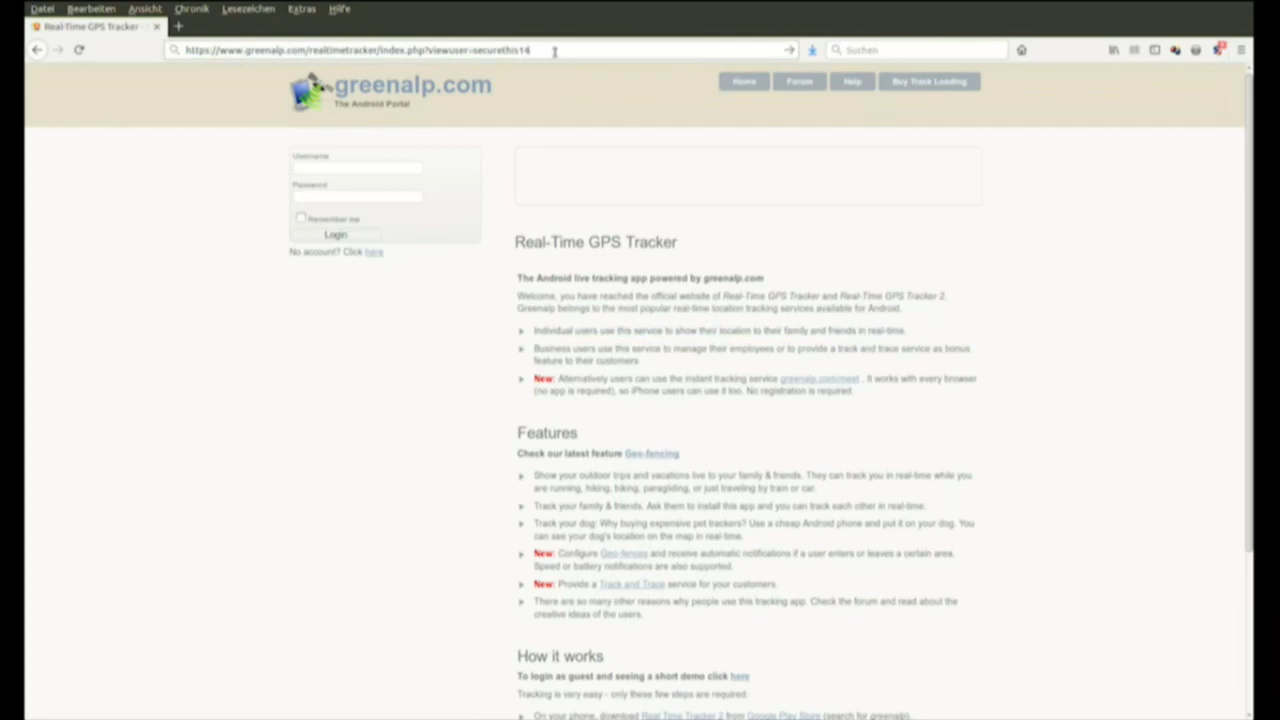 Datei Bearbeiten Ansicht Chronik Lesezeichen Extras Hilfe
Real-Time GPS Tracker
https://www.greenalp.com/realtimetracker/index.php?viewuser=securethis14
Suchen
greenalp.com
The Android Portal
Home Forum Help Buy Track Loading
Username
Password
Remember me
Login
No account? Click here
Real-Time GPS Tracker
The Android live tracking app powered by greenalp.com
Welcome, you have reached the official website of Real-Time GPS Tracker and Real-Time GPS Tracker 2.
Greenalp belongs to the most popular real-time location tracking services available for Android.
Individual users use this service to show their location to their family and friends in real-time.
Business users use this service to manage their employees or to provide a track and trace service as bonus
feature to their customers
New: Alternatively users can use the instant tracking service greenalp.com/meet . It works with every browser
(no app is required), so iPhone users can use it too. No registration is required.
Features
Check our latest feature Geo-fencing
Show your outdoor trips and vacations live to your family & friends. They can track you in real-time while you
are running, hiking, biking, paragliding, or just traveling by train or car.
Track your family & friends. Ask them to install this app and you can track each other in real-time.
Track your dog: Why buying expensive pet trackers? Use a cheap Android phone and put it on your dog. You
can see your dog's location on the map in real-time.
New: Configure Geo-fences and receive automatic notifications if a user enters or leaves a certain area.
Speed or battery notifications are also supported.
New: Provide a Track and Trace service for your customers.
There are so many other reasons why people use this tracking app. Check the forum and read about the
creative ideas of the users.
How it works
To login as guest and seeing a short demo click here
Tracking is very easy - only these few steps are required:
On your phone, download Real Time Tracker 2 from Google Play Store (search for greenalp).